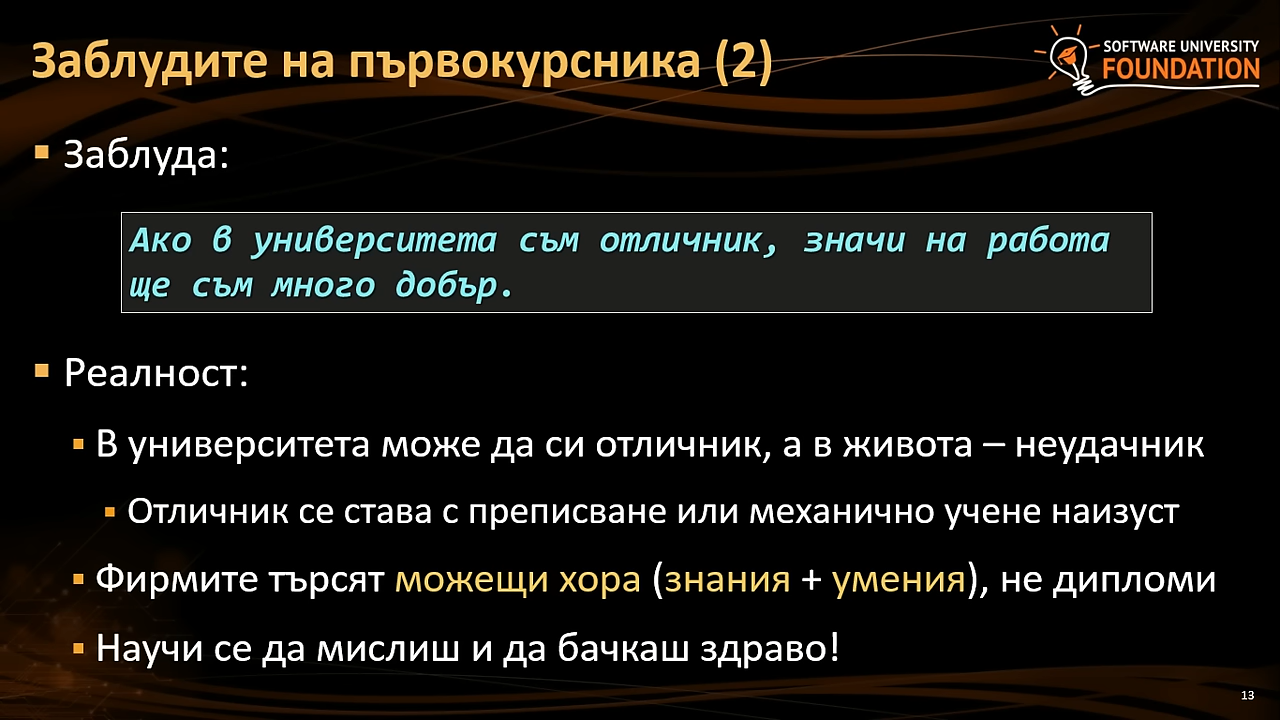 Заблудите на първокурсника (2)
SOFTWARE UNIVERSITY
FOUNDATION
Заблуда:
Ако в университета съм отличник, значи на работа
ще съм много добър.
Реалност:
В университета може да си отличник, а в живота – неудачник
Отличник се става с преписване или механично учене наизуст
Фирмите търсят можещи хора (знания + умения), не дипломи
Научи се да мислиш и да бачкаш здраво!
13